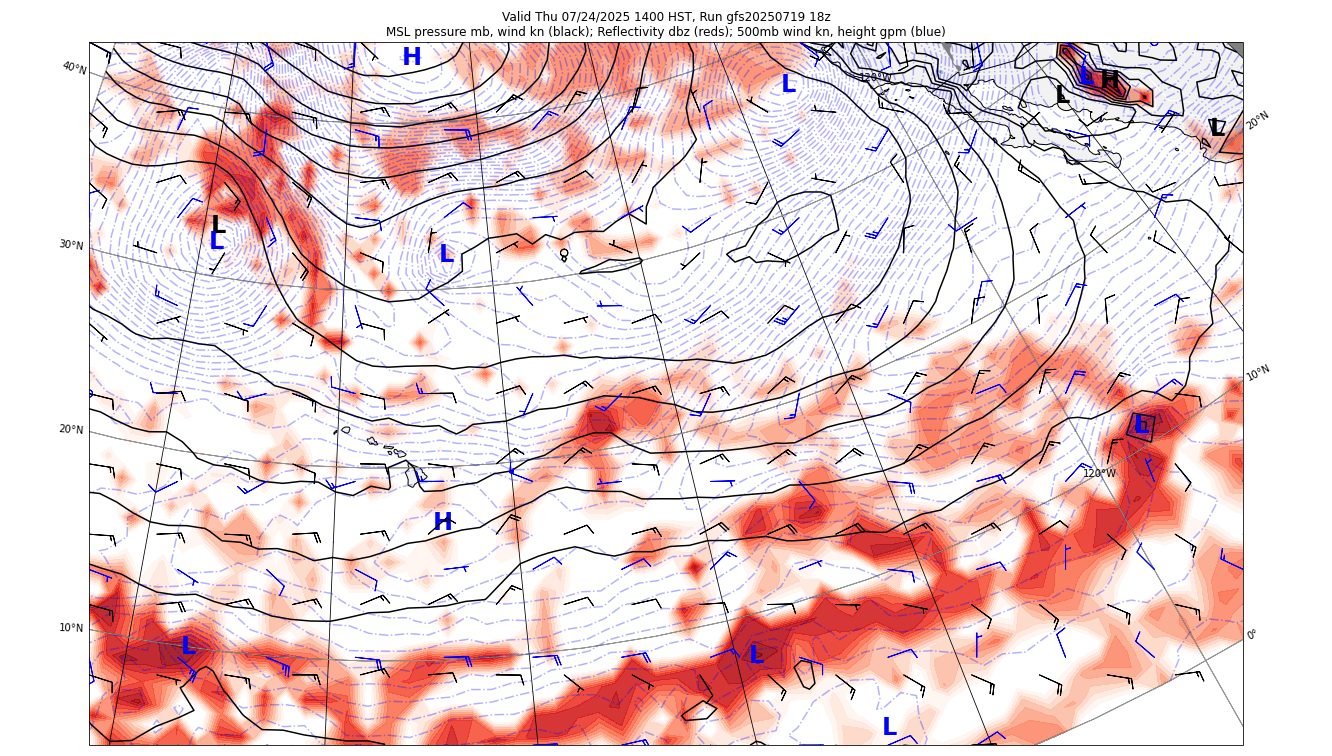 Valid Thu 07/24/2025 1400 HST, Run gfs20250719 18z
MSL pressure mb, wind kn (black); Reflectivity dbz (reds); 500mb wind kn, height gpm (blue)
H
L
120°W
L
H
L
L
20°N
40°N
L
L
L
30°N
10°N
20°N
L
120°W
H
10°N
0°
L
L
L